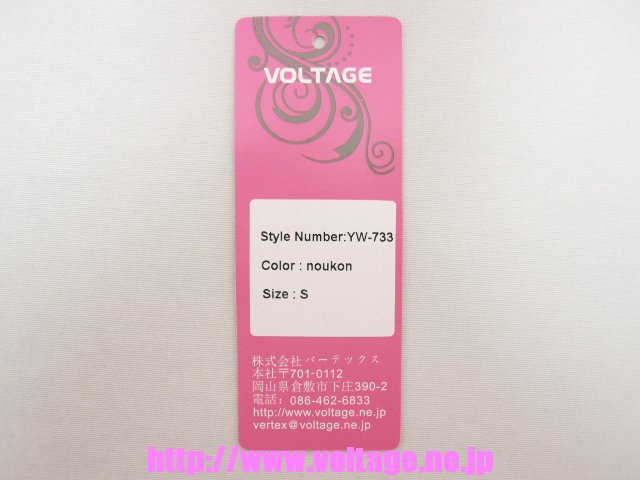 VOLTAGE
Style Number:YW-733
Color : noukon
Size : S
株式会社バーテックス
本社〒701-0112
岡山県倉敷市下庄390-2
電話：086-462-6833
http://www.voltage.ne.jp
vertex@voltage.ne.jp
http://www.voltage.ne.jp